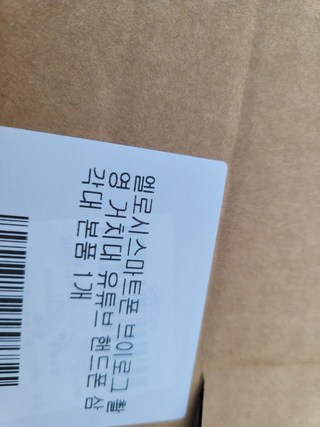 엘로시스마트폰 브이로그 촬
영 거치대 유튜브 핸드폰 삼
각대 본품 1개